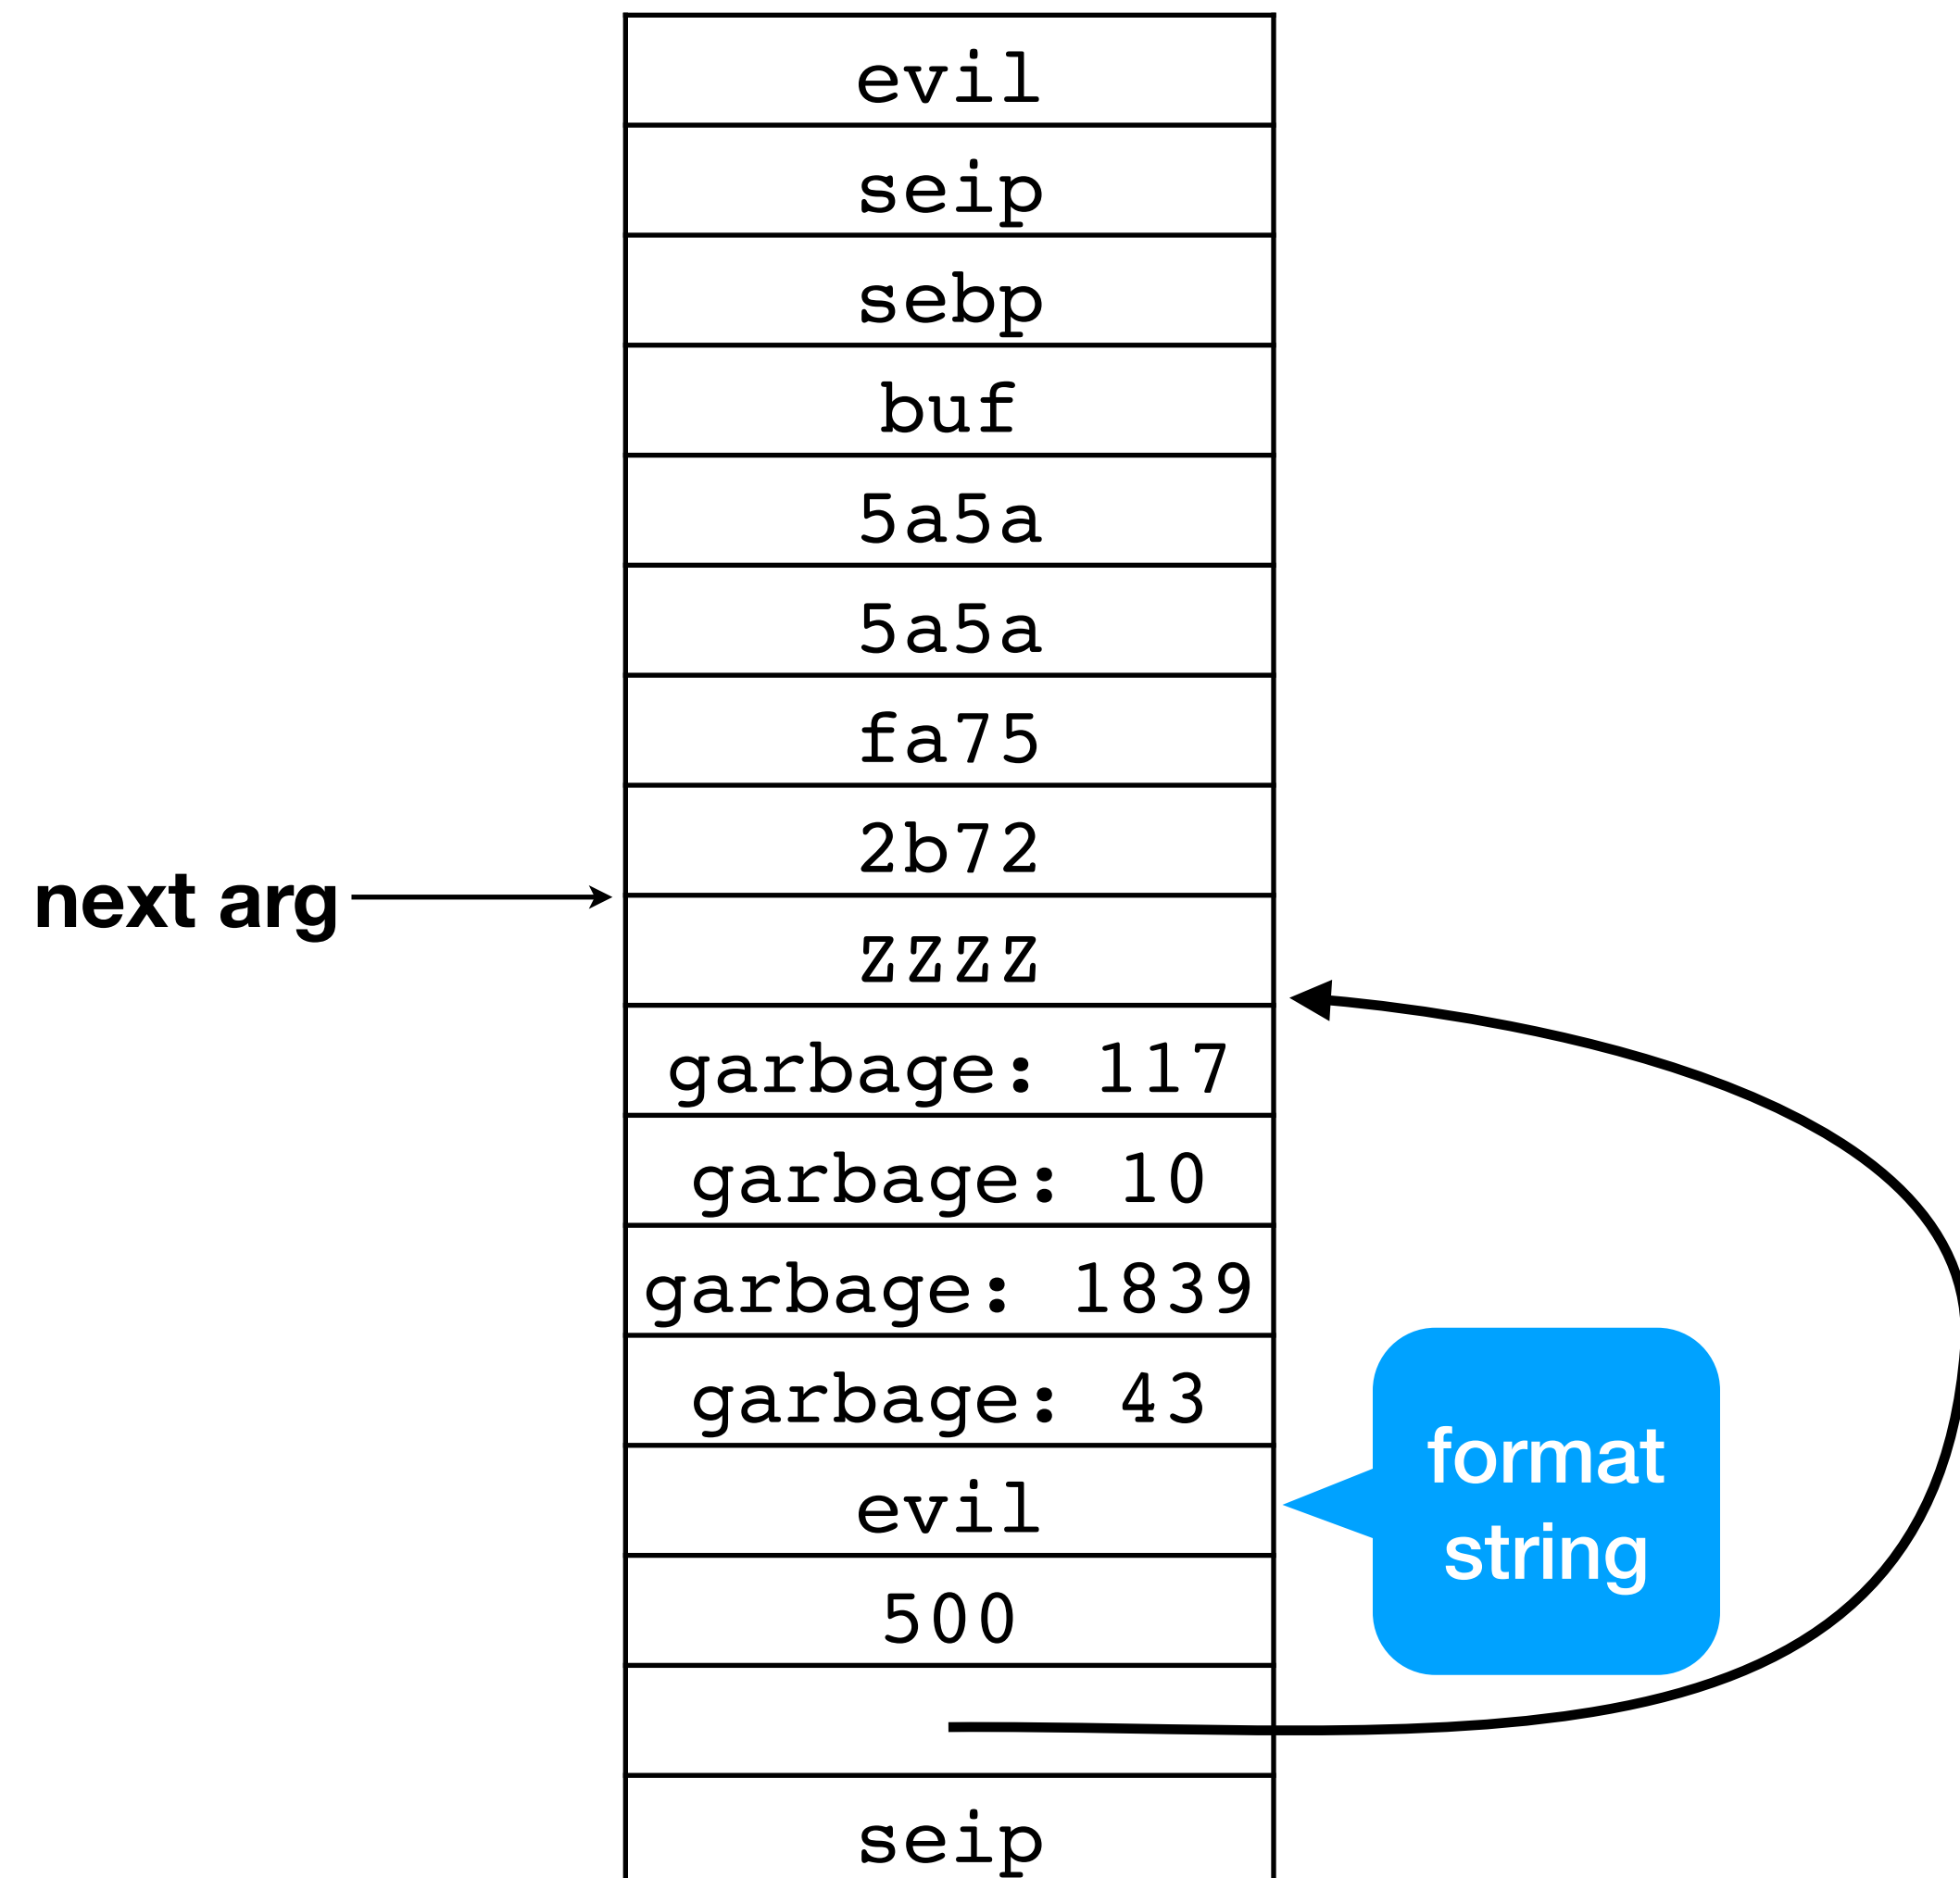 evil
seip
sebp
buf
5a5a
5a5a
fa75
2b72
next arg
zzzz
garbage: 117
garbage: 10
garbage: 1839
garbage: 43
evil
format
string
500
seip